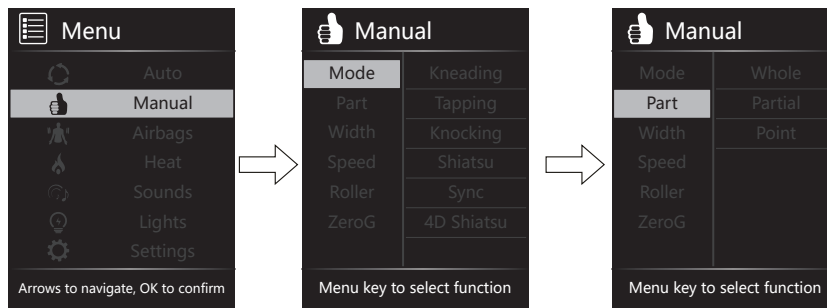 Menu
Auto
Manual
Airbags
Heat
Sounds
Lights
Settings
Arrows to navigate, OK to confirm
Manual
Mode Kneading
Part Tapping
Width Knocking
Speed Shiatsu
Roller Sync
ZeroG 4D Shiatsu
Menu key to select function
Manual
Mode Whole
Part Partial
Width Point
Speed
Roller
ZeroG
Menu key to select function